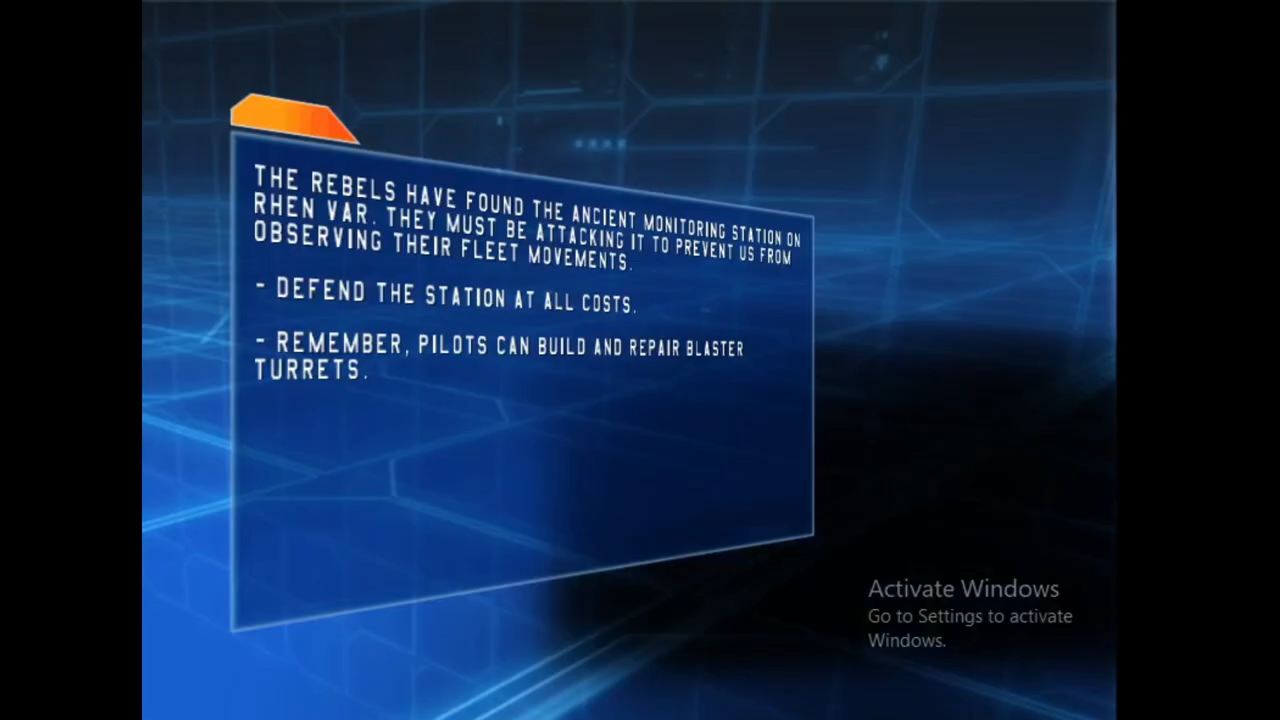 THE REBELS HAVE FOUND THE ANCIENT MONITORING STATION ON
RHEN VAR. THEY MUST BE ATTACKING IT TO PREVENT US FROM
OBSERVING THEIR FLEET MOVEMENTS.
- DEFEND THE STATION AT ALL COSTS.
- REMEMBER, PILOTS CAN BUILD AND REPAIR BLASTER
TURRETS.
Activate Windows
Go to Settings to activate
Windows.